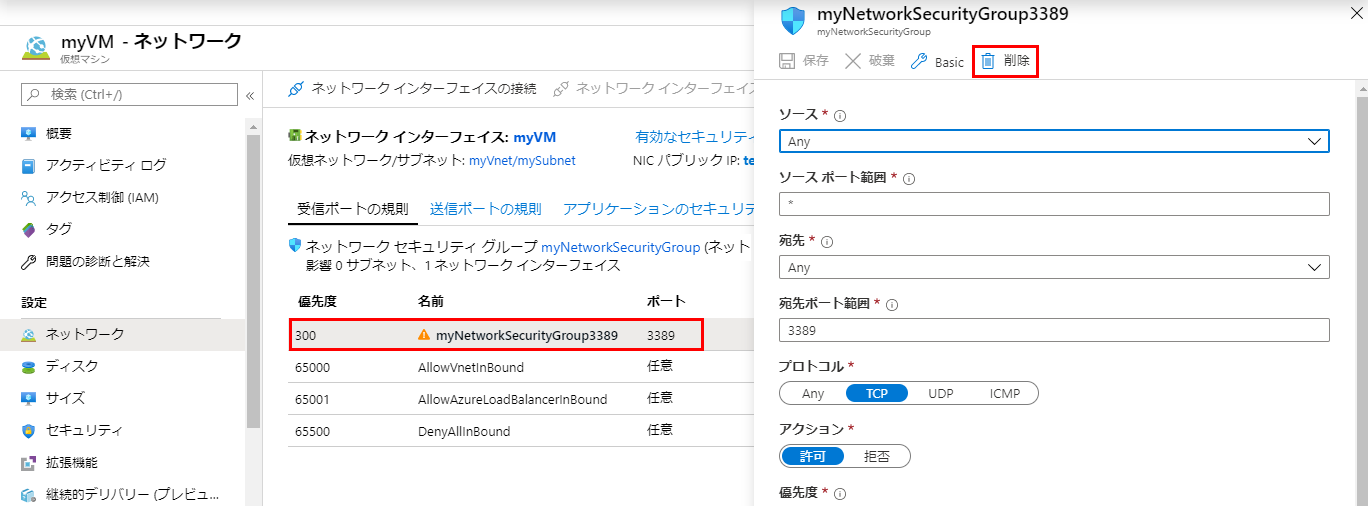 myVM - ネットワーク
仮想マシン
検索 (Ctrl+/)
«
概要
アクティビティ ログ
アクセス制御 (IAM)
タグ
問題の診断と解決
設定
ネットワーク
ディスク
サイズ
セキュリティ
拡張機能
継続的デリバリー (プレビュ...
ネットワーク インターフェイスの接続 ネットワーク インターフェイス
ネットワーク インターフェイス: myVM 有効なセキュリティ
仮想ネットワーク/サブネット: myVnet/mySubnet NIC パブリック IP: te
受信ポートの規則 送信ポートの規則 アプリケーションのセキュリテ
ネットワーク セキュリティ グループ myNetworkSecurityGroup (ネット
影響 0 サブネット、1 ネットワーク インターフェイス
優先度 名前 ポート
300 myNetworkSecurityGroup3389 3389
65000 AllowVnetInBound 任意
65001 AllowAzureLoadBalancerInBound 任意
65500 DenyAllInBound 任意
myNetworkSecurityGroup3389
myNetworkSecurityGroup
保存 破棄 Basic 削除
ソース *
Any
ソース ポート範囲 *
*
宛先 *
Any
宛先ポート範囲 *
3389
プロトコル *
Any TCP UDP ICMP
アクション *
許可 拒否
優先度 *